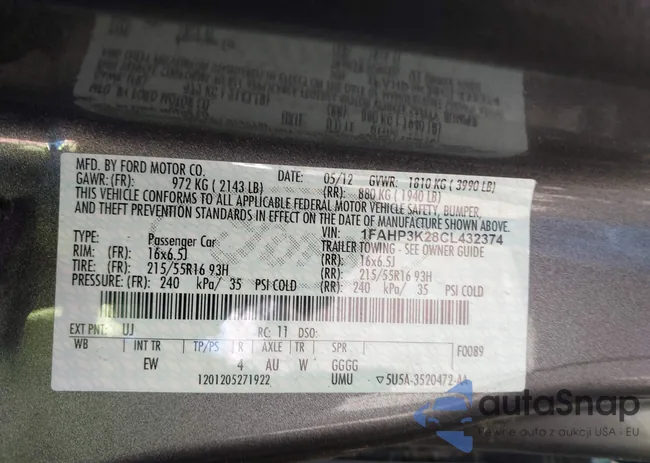 MFD. BY FORD MOTOR CO. DATE: 05/12 GVWR: 1810 KG ( 3990 LB)
GAWR: (FR) 972 KG ( 2143 LB) (RR) 880 KG ( 1940 LB)
THIS VEHICLE CONFORMS TO ALL APPLICABLE FEDERAL MOTOR VEHICLE SAFETY, BUMPER,
AND THEFT PREVENTION STANDARDS IN EFFECT ON THE DATE OF MANUFACTURE SHOWN ABOVE.
VIN: 1FAHP3K28CL432374
TYPE: Passenger Car TRAILER TOWING - SEE OWNER GUIDE
RIM: (FR) 16x6.5J (RR) 16x6.5J
TIRE: (FR) 215/55R16 93H (RR) 215/55R16 93H
PRESSURE: (FR) 240 kPa/ 35 PSI COLD (RR) 240 kPa/ 35 PSI COLD
EXT PNT: UJ RC: 11 DSO:
WB INT TR TP/PS R AXLE TR SPR F0089
EW 4 AU W GGGG
1201205271922 UMU ▽5U5A-3520472-AA
autoSnap
Pewne auto z aukcji USA - EU